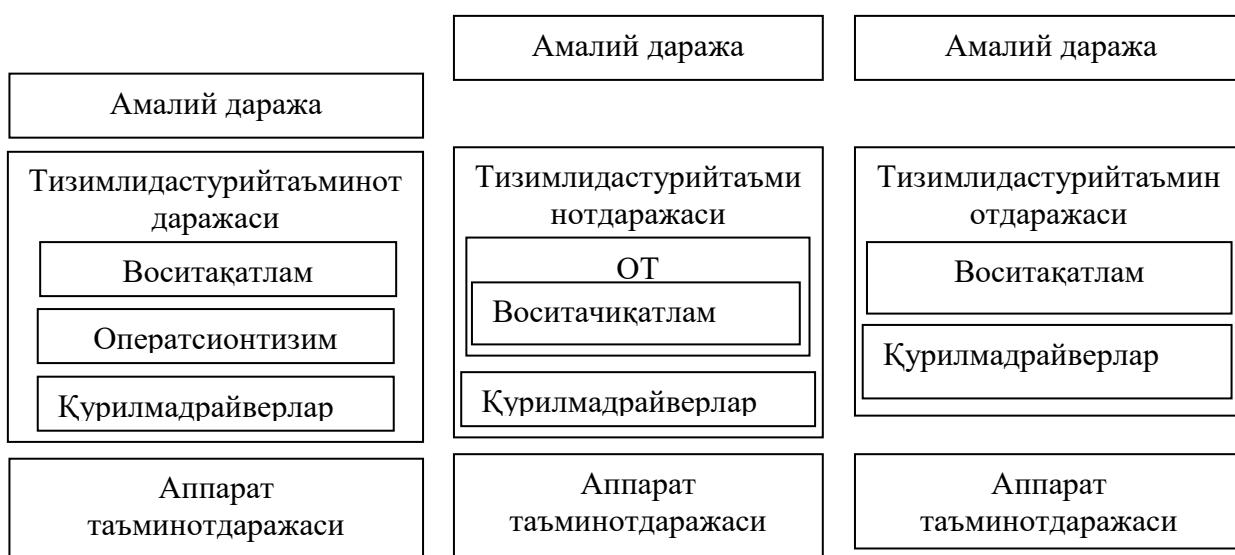 Амалий даража
Тизимлидастурийтаъминот
даражаси
Воситақатлам
Оператсионтизим
Қурилмадрайверлар
Аппарат
таъминотдаражаси
Амалий даража
Тизимлидастурийтаъми
нотдаражаси
ОТ
Воситачиқатлам
Қурилмадрайверлар
Аппарат
таъминотдаражаси
Амалий даража
Тизимлидастурийтаъмин
отдаражаси
Воситақатлам
Қурилмадрайверлар
Аппарат
таъминотдаражаси